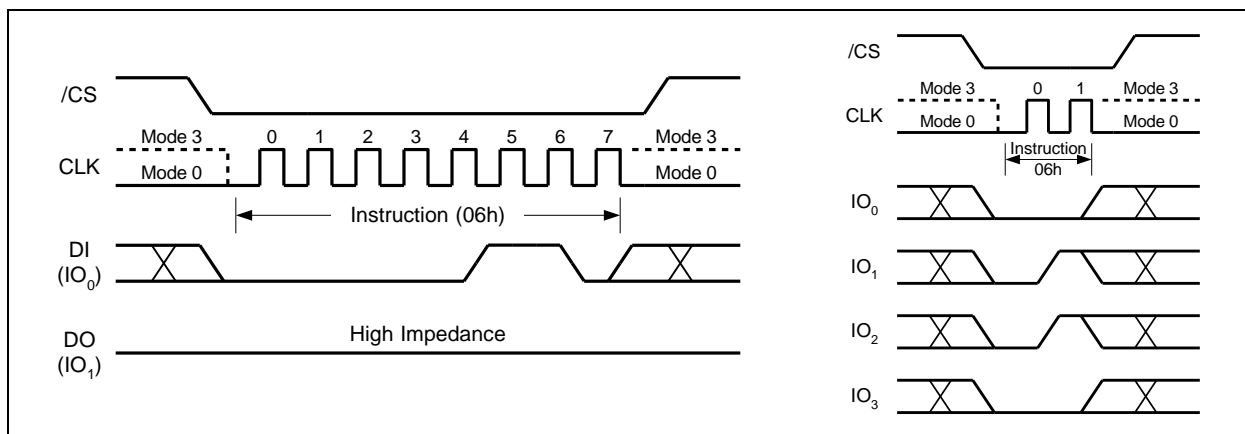 /CS
Mode 3 0 1 2 3 4 5 6 7 Mode 3
CLK
Mode 0 Mode 0
Instruction (06h)
DI
(IO0)
High Impedance
DO
(IO1)
/CS
Mode 3 0 1 Mode 3
CLK
Mode 0 Mode 0
Instruction
06h
IO0
IO1
IO2
IO3